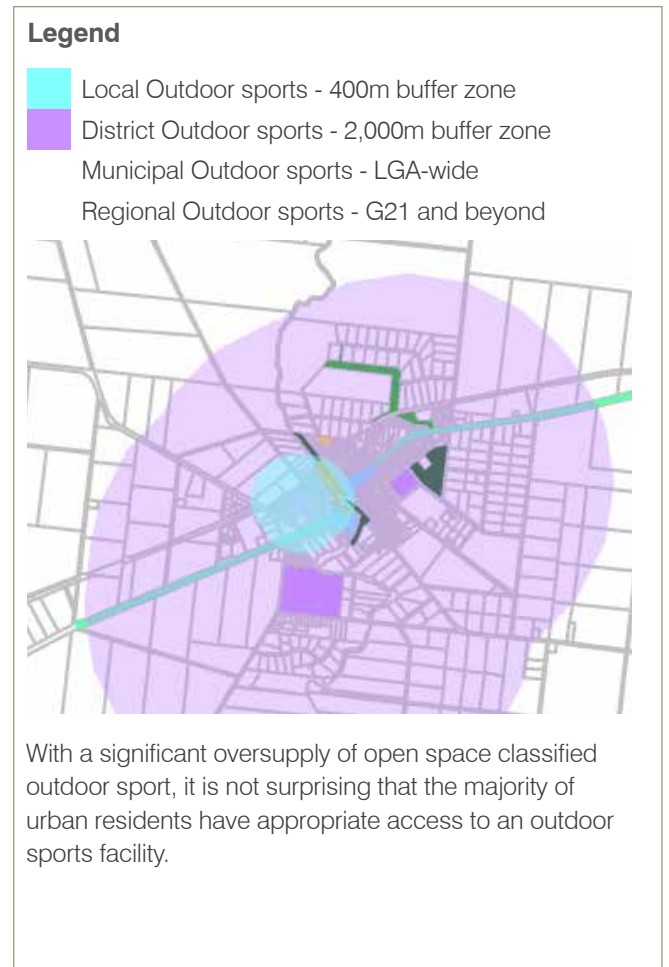 Legend
Local Outdoor sports - 400m buffer zone
District Outdoor sports - 2,000m buffer zone
Municipal Outdoor sports - LGA-wide
Regional Outdoor sports - G21 and beyond
With a significant oversupply of open space classified
outdoor sport, it is not surprising that the majority of
urban residents have appropriate access to an outdoor
sports facility.